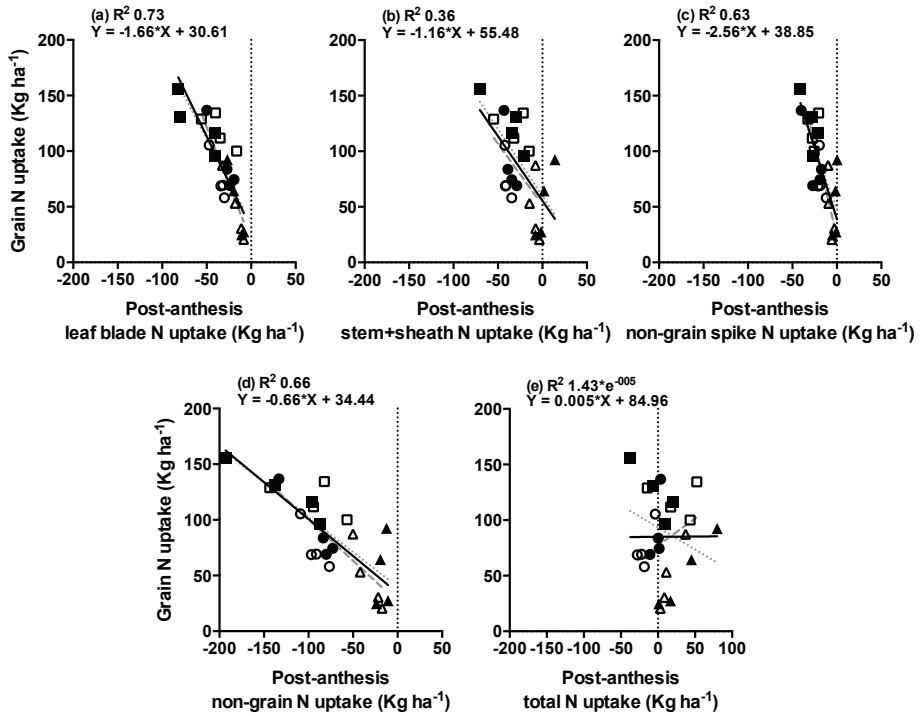 (a) R² 0.73
Y = -1.66*X + 30.61
(b) R² 0.36
Y = -1.16*X + 55.48
(c) R² 0.63
Y = -2.56*X + 38.85
Grain N uptake (Kg ha⁻¹)
200
150
100
50
0
-200 -150 -100 -50 0 50
200
150
100
50
0
-200 -150 -100 -50 0 50
200
150
100
50
0
-200 -150 -100 -50 0 50
Post-anthesis
leaf blade N uptake (Kg ha⁻¹)
Post-anthesis
stem+sheath N uptake (Kg ha⁻¹)
Post-anthesis
non-grain spike N uptake (Kg ha⁻¹)
(d) R² 0.66
Y = -0.66*X + 34.44
(e) R² 1.43*e⁻⁰⁰⁵
Y = 0.005*X + 84.96
Grain N uptake (Kg ha⁻¹)
200
150
100
50
0
-200 -150 -100 -50 0 50
200
150
100
50
0
-200 -150 -100 -50 0 50 100
Post-anthesis
non-grain N uptake (Kg ha⁻¹)
Post-anthesis
total N uptake (Kg ha⁻¹)